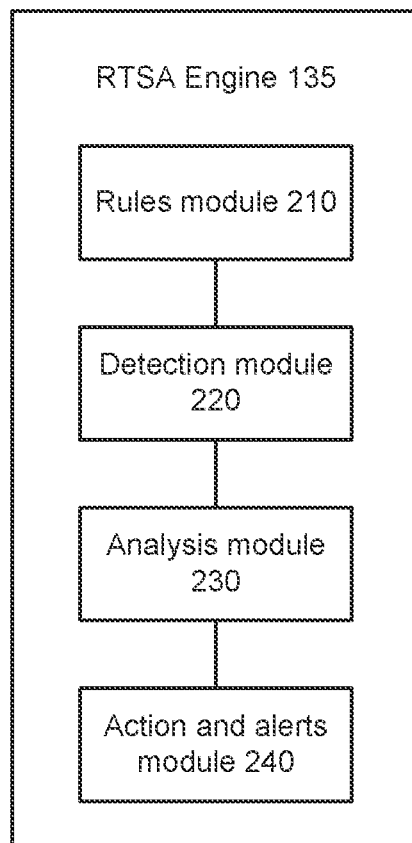 RTSA Engine 135
Rules module 210
Detection module
220
Analysis module
230
Action and alerts
module 240